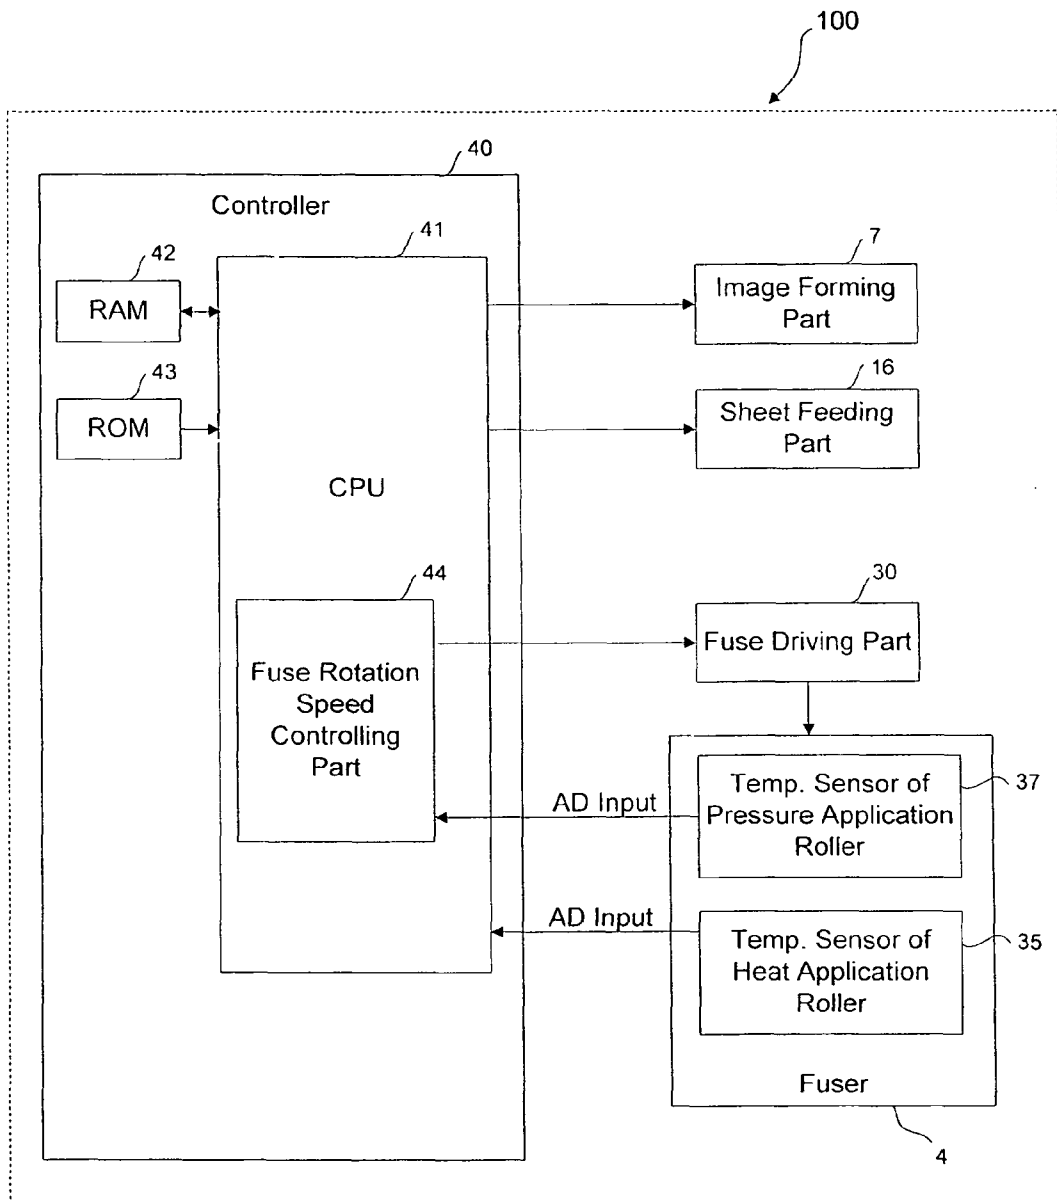 100
40
Controller
42
RAM
41
43
ROM
CPU
44
Fuse Rotation
Speed
Controlling
Part
7
Image Forming
Part
16
Sheet Feeding
Part
30
Fuse Driving Part
AD Input
Temp. Sensor of
Pressure Application
Roller
37
AD Input
Temp. Sensor of
Heat Application
Roller
35
Fuser
4